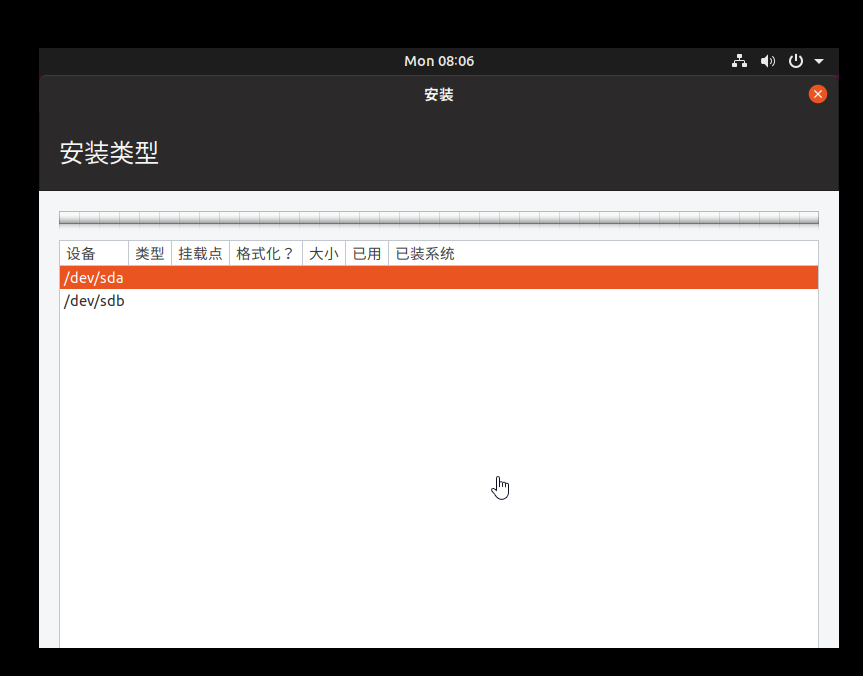 Mon 08:06
安装
安装类型
设备 类型 挂载点 格式化？ 大小 已用 已装系统
/dev/sda
/dev/sdb